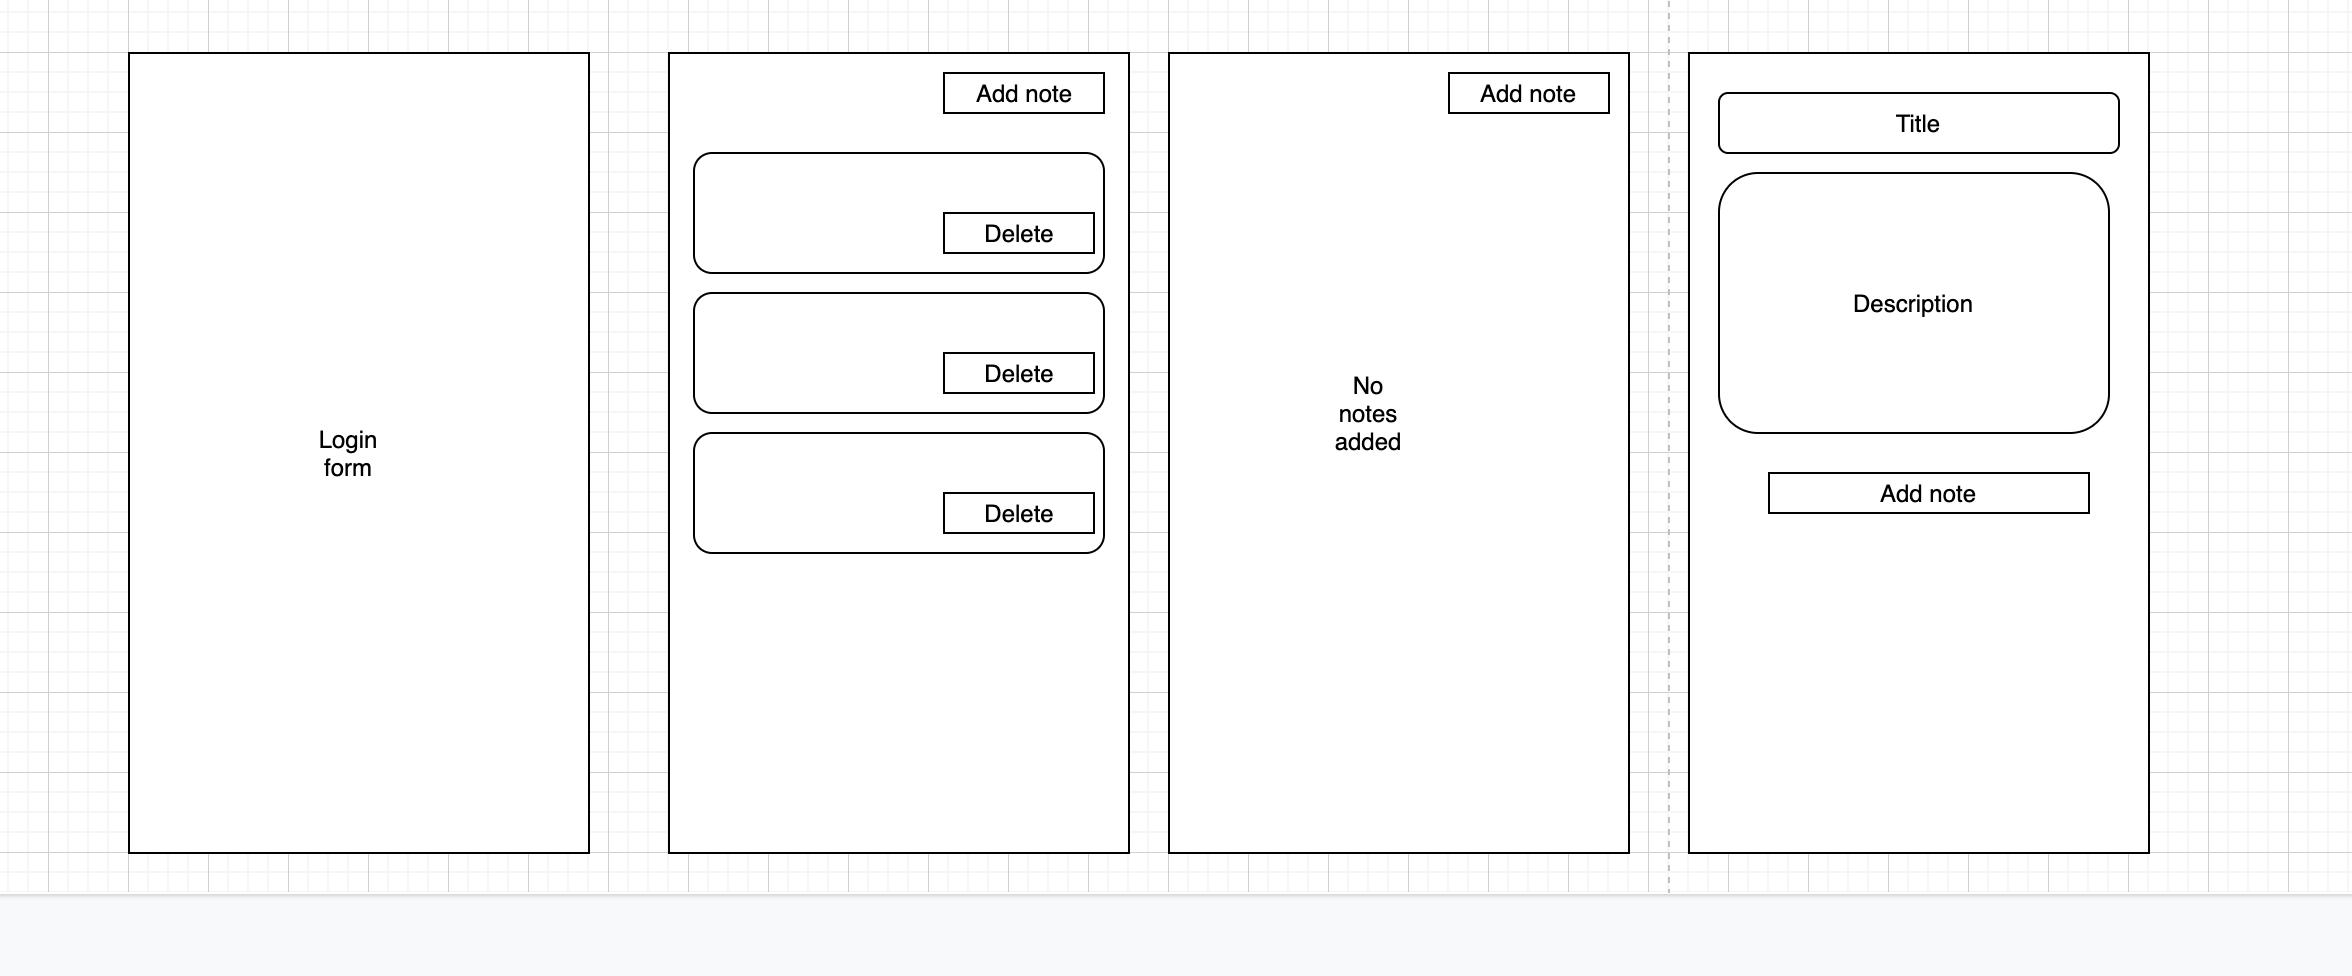 Login
form
Add note
Delete
Delete
Delete
Add note
No
notes
added
Title
Description
Add note